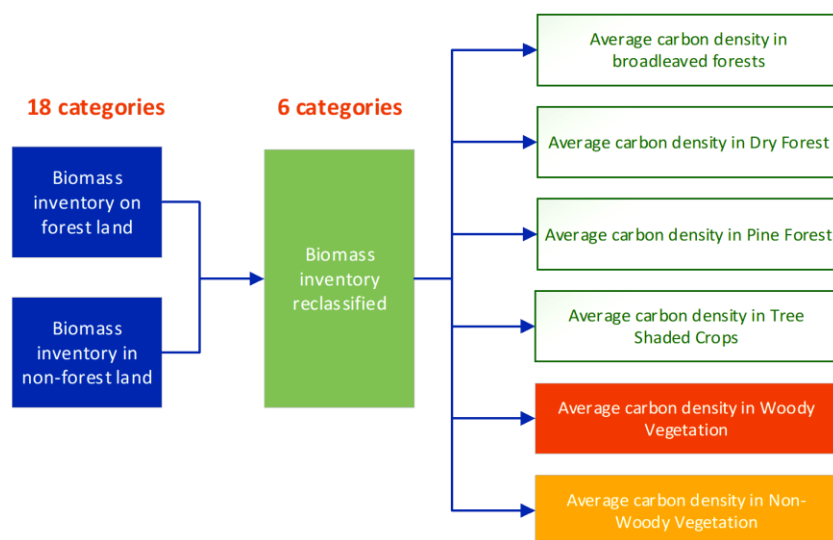 18 categories
Biomass
inventory on
forest land
Biomass
inventory in
non-forest land
6 categories
Biomass
inventory
reclassified
Average carbon density in
broadleaved forests
Average carbon density in Dry Forest
Average carbon density in Pine Forest
Average carbon density in Tree
Shaded Crops
Average carbon density in Woody
Vegetation
Average carbon density in Non-
Woody Vegetation